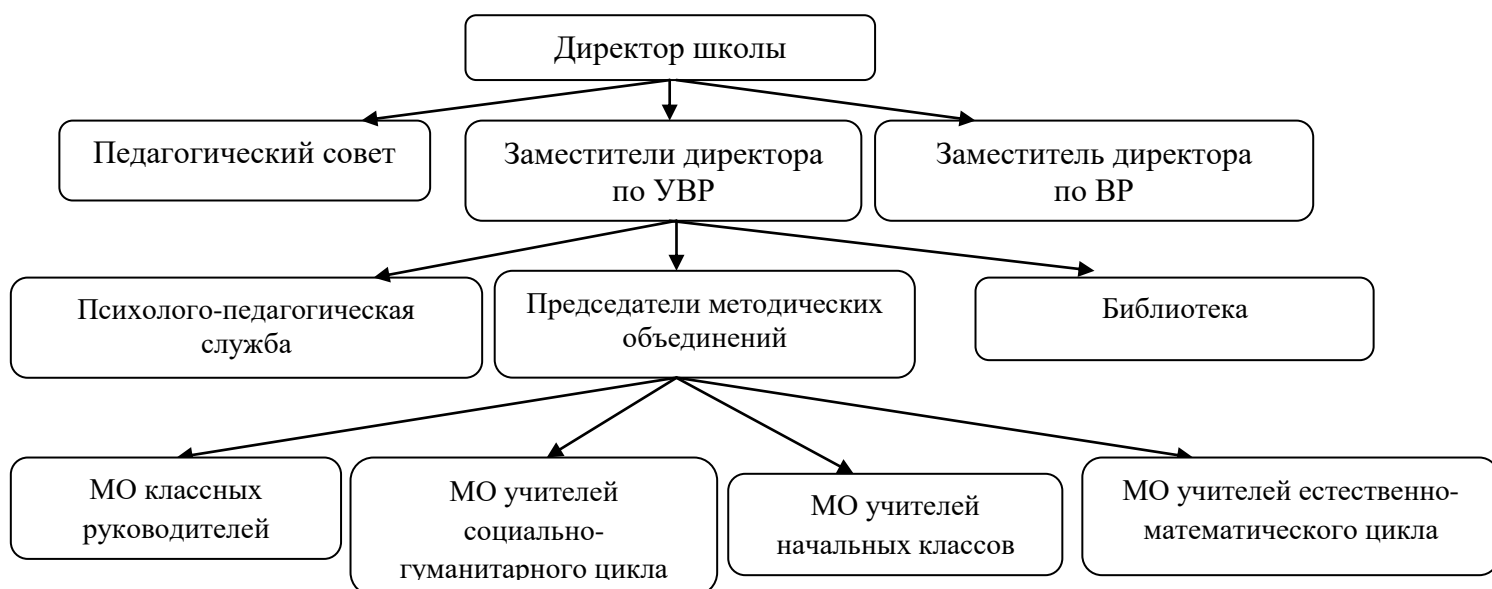 Директор школы
Педагогический совет
Заместители директора
по УВР
Заместитель директора
по ВР
Психолого-педагогическая
служба
Председатели методических
объединений
Библиотека
МО классных
руководителей
МО учителей
социально-
гуманитарного цикла
МО учителей
начальных классов
МО учителей естественно-
математического цикла